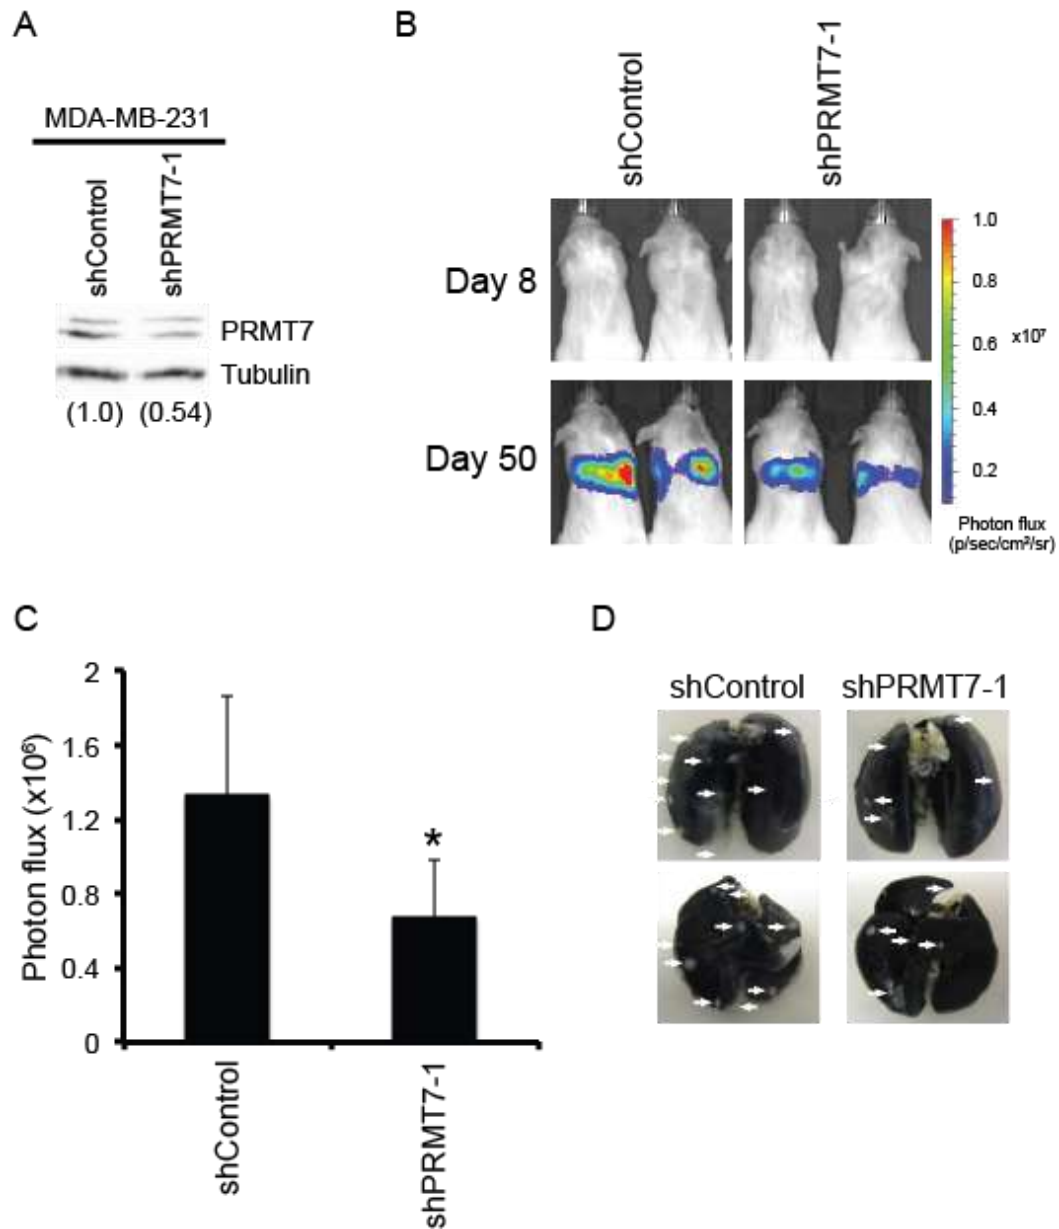 A
MDA-MB-231
shControl
shPRMT7-1
PRMT7
Tubulin
(1.0) (0.54)
B
shControl
shPRMT7-1
Day 8
Day 50
1.0
0.8
0.6
x10⁷
0.4
0.2
Photon flux
(p/sec/cm²/sr)
C
Photon flux (x10⁶)
2
1.6
1.2
0.8
0.4
0
*
shControl
shPRMT7-1
D
shControl shPRMT7-1